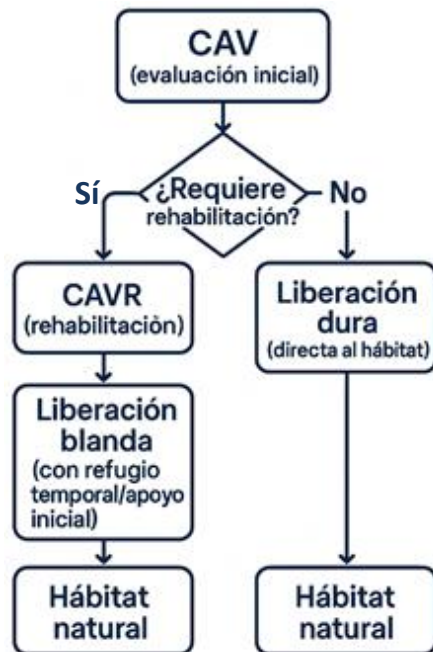 CAV
(evaluación inicial)
¿Requiere
rehabilitación?
Sí
No
CAVR
(rehabilitaciòn)
Liberación
dura
(directa al hábitat)
Liberación
blanda
(con refugio
temporal/apoyo
inicial)
Hábitat
natural
Hábitat
natural